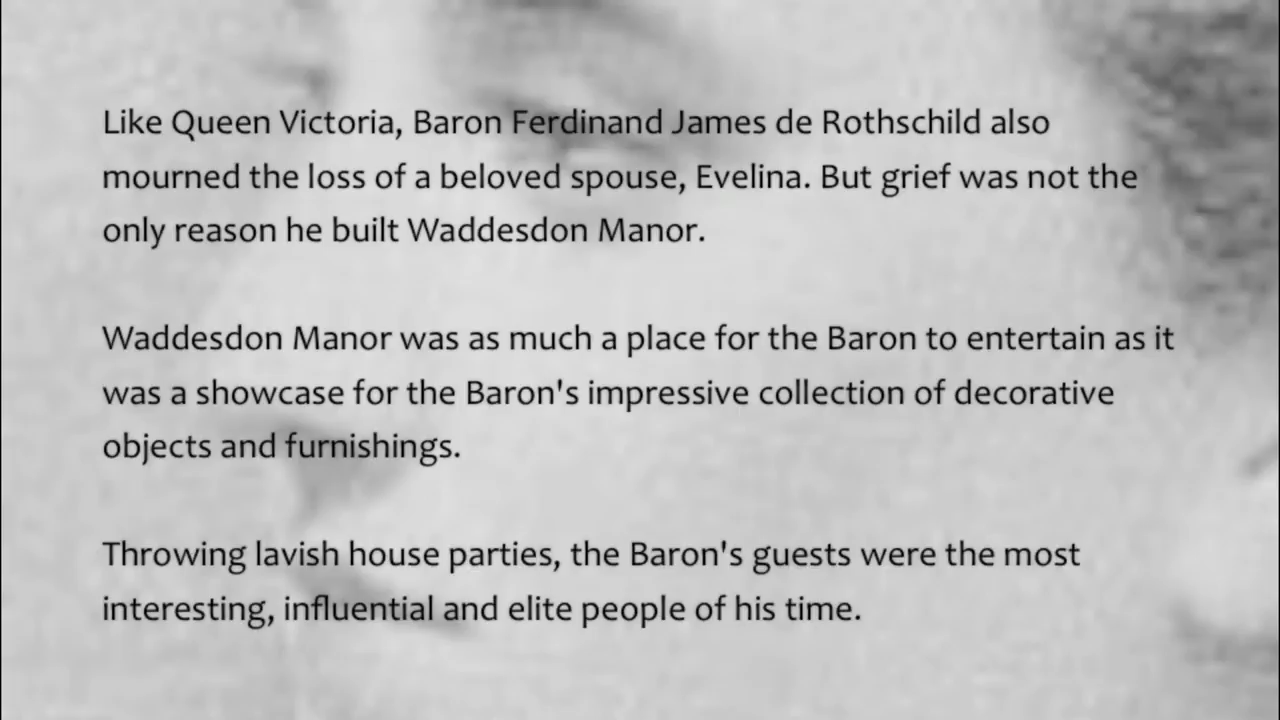 Like Queen Victoria, Baron Ferdinand James de Rothschild also
mourned the loss of a beloved spouse, Evelina. But grief was not the
only reason he built Waddesdon Manor.
Waddesdon Manor was as much a place for the Baron to entertain as it
was a showcase for the Baron's impressive collection of decorative
objects and furnishings.
Throwing lavish house parties, the Baron's guests were the most
interesting, influential and elite people of his time.